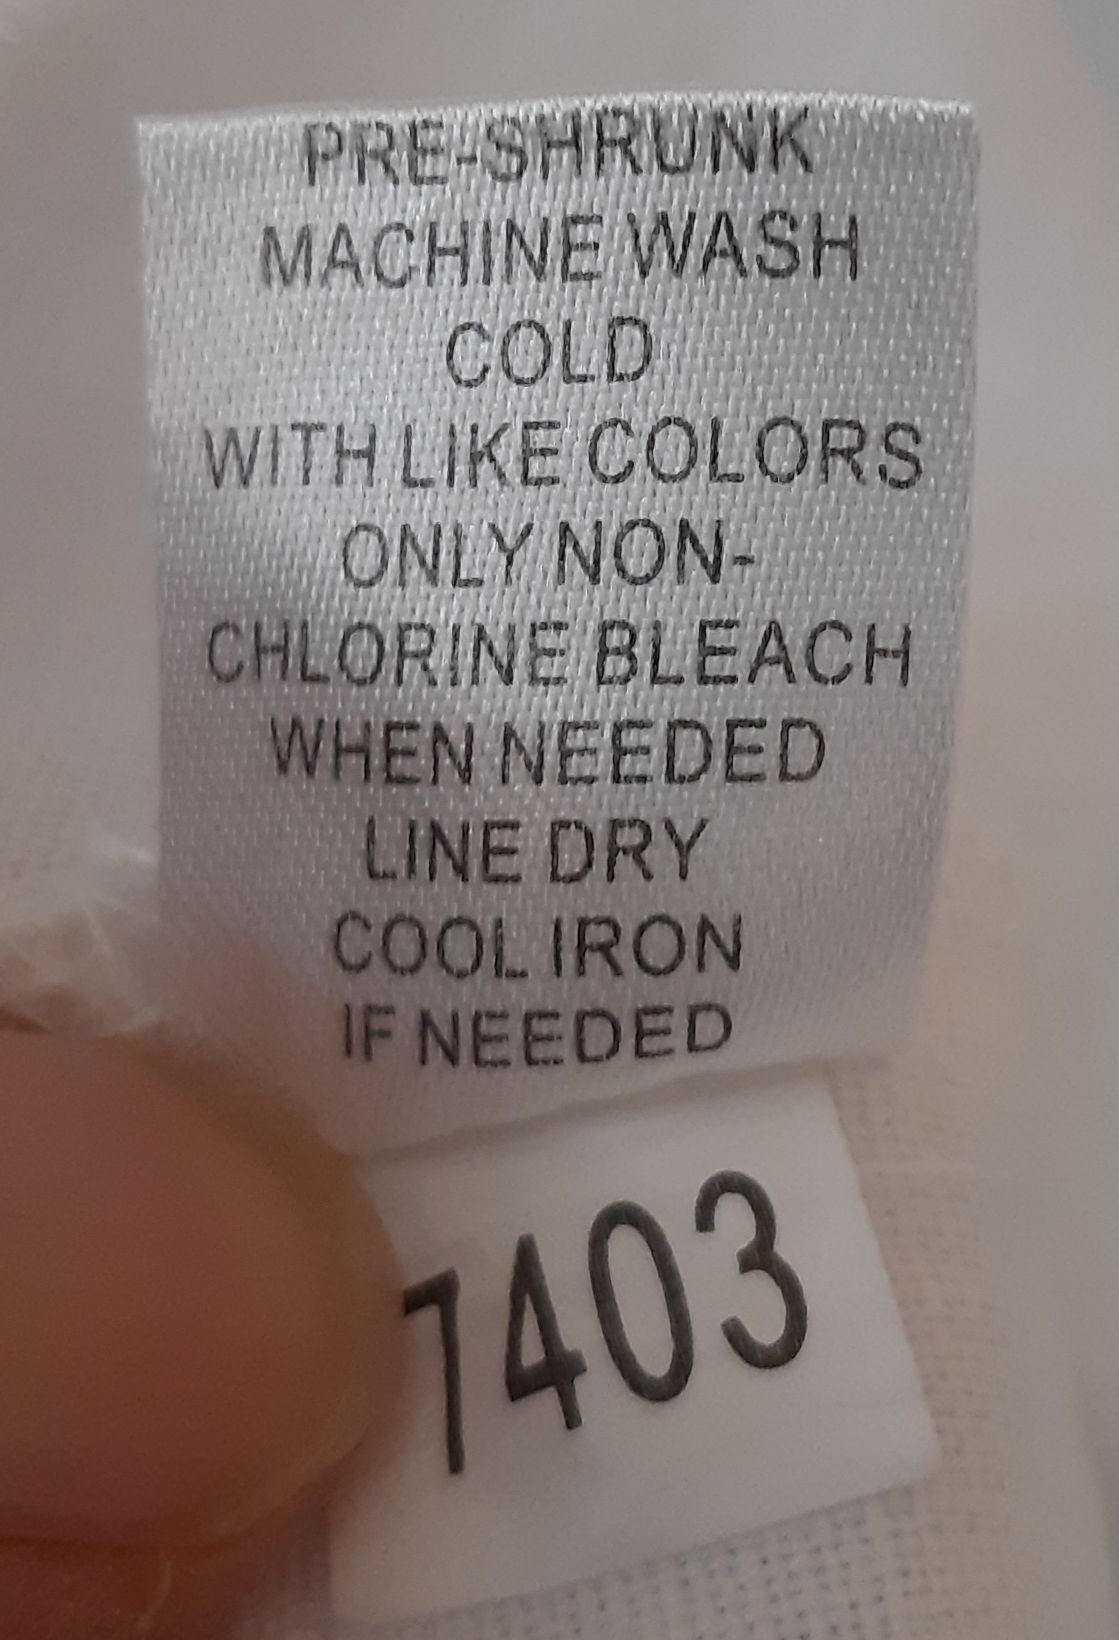 PRE-SHRUNK
MACHINE WASH
COLD
WITH LIKE COLORS
ONLY NON-
CHLORINE BLEACH
WHEN NEEDED
LINE DRY
COOL IRON
IF NEEDED
1403